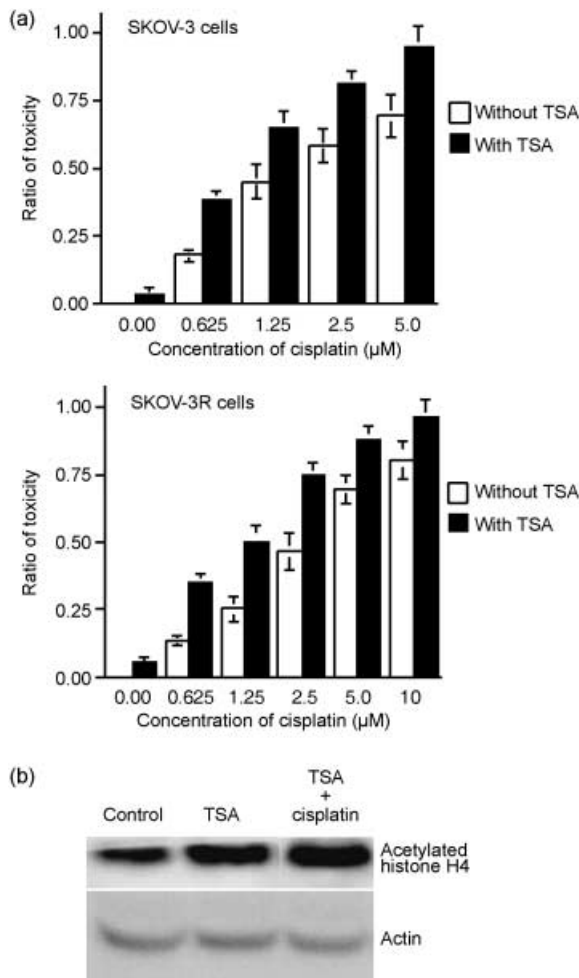 (a)
SKOV-3 cells
1.00
0.75
0.50
0.25
0.00
Ratio of toxicity
Without TSA
With TSA
0.00 0.625 1.25 2.5 5.0
Concentration of cisplatin (µM)
SKOV-3R cells
1.00
0.75
0.50
0.25
0.00
Ratio of toxicity
Without TSA
With TSA
0.00 0.625 1.25 2.5 5.0 10
Concentration of cisplatin (µM)
(b)
Control TSA TSA
+
cisplatin
Acetylated
histone H4
Actin